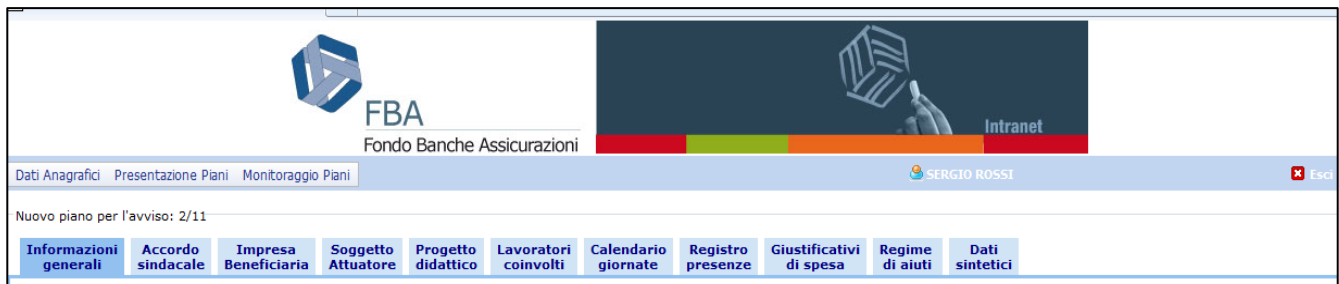 FBA
Fondo Banche Assicurazioni
Intranet
Dati Anagrafici Presentazione Piani Monitoraggio Piani
SERGIO ROSSI
Esci
Nuovo piano per l'avviso: 2/11
Informazioni generali
Accordo sindacale
Impresa Beneficiaria
Soggetto Attuatore
Progetto didattico
Lavoratori coinvolti
Calendario giornate
Registro presenze
Giustificativi di spesa
Regime di aiuti
Dati sintetici